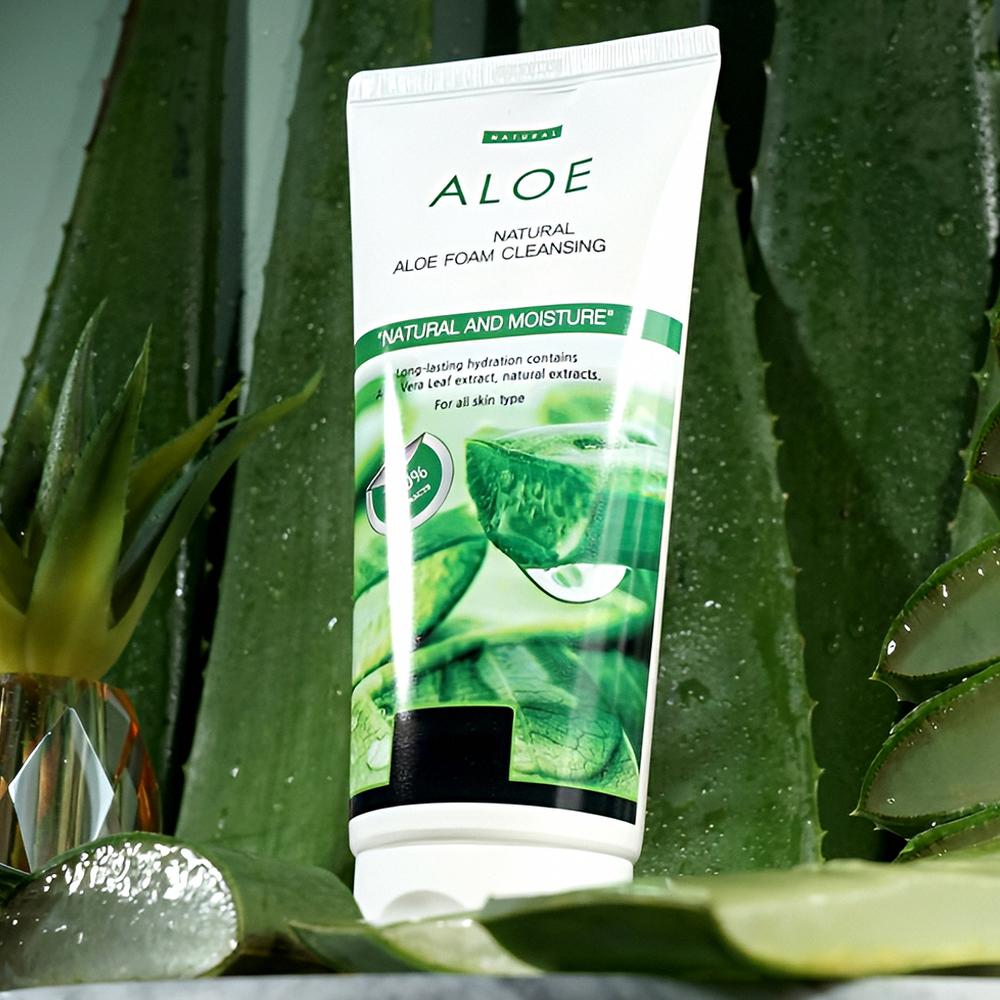 NATURAL
ALOE
NATURAL
ALOE FOAM CLEANSING
"NATURAL AND MOISTURE"
Long-lasting hydration contains
Vera Leaf extract, natural extracts.
For all skin type